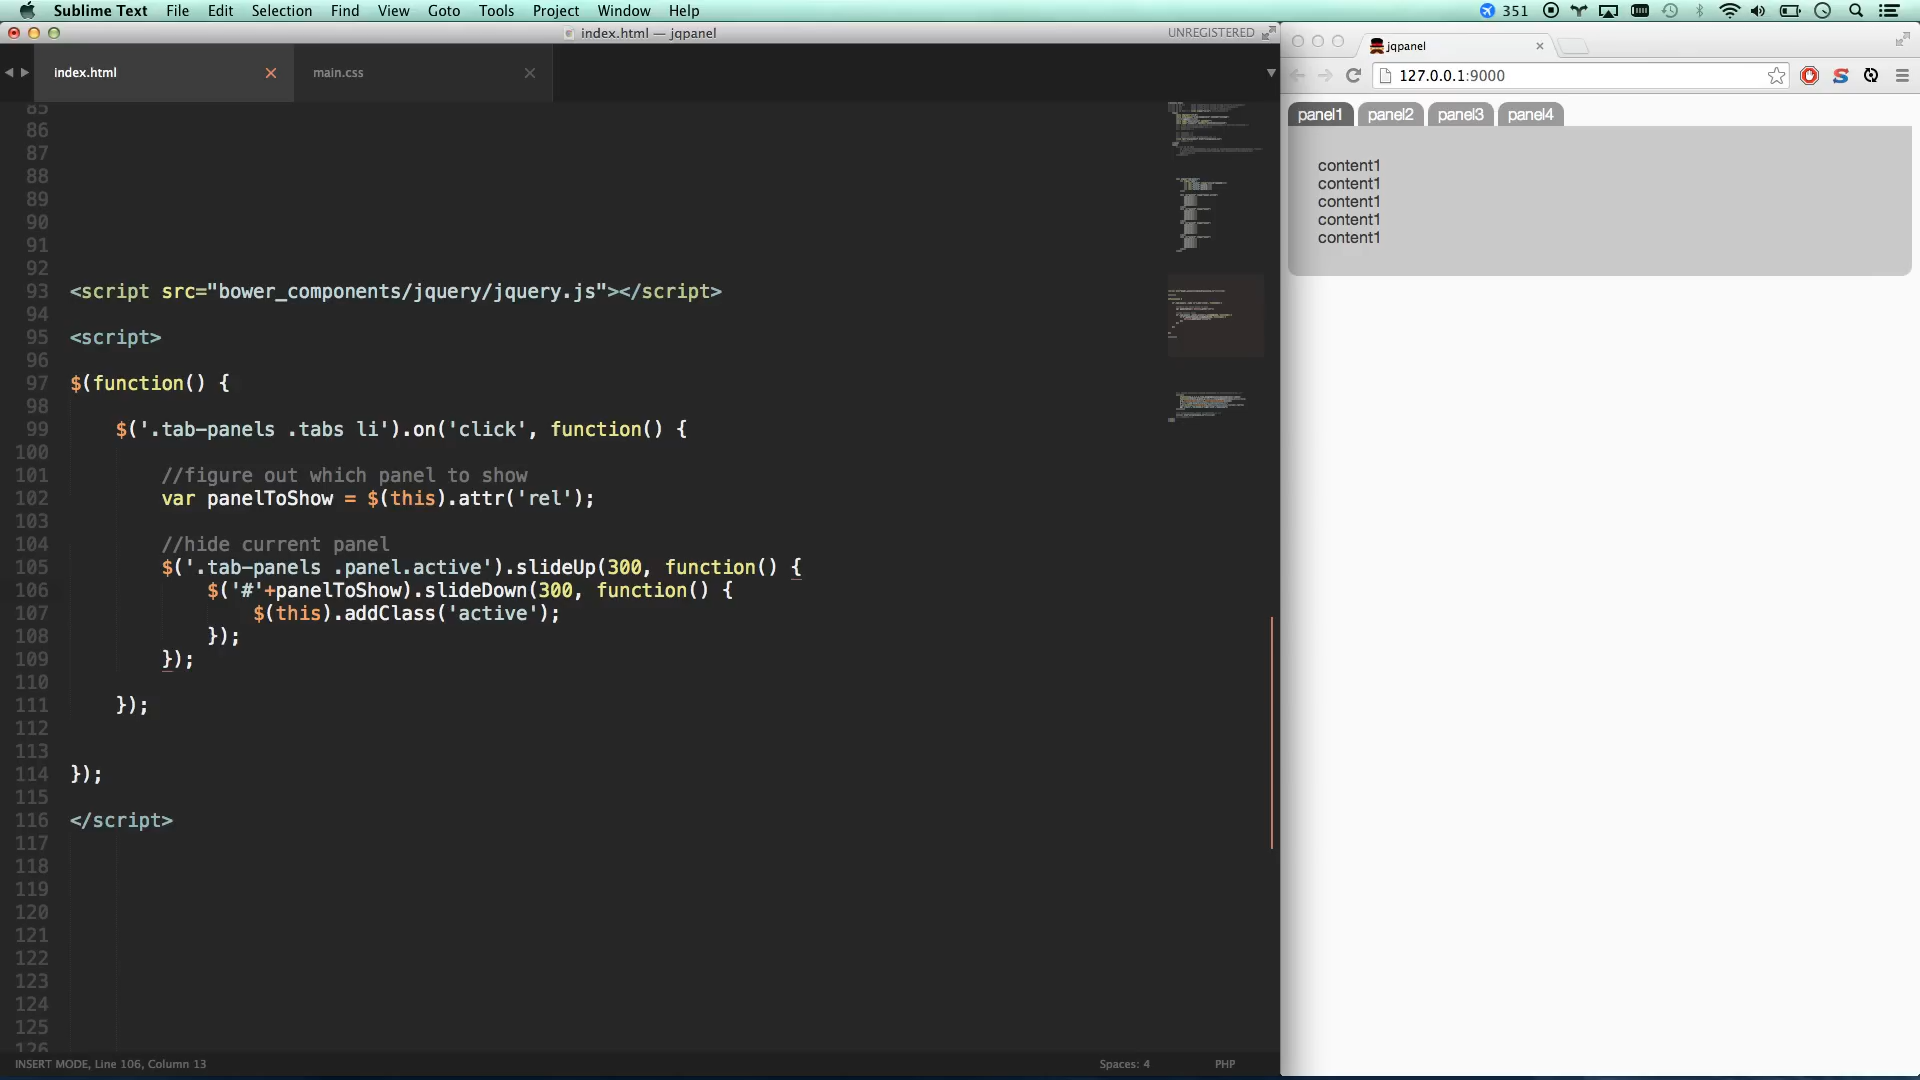 Sublime Text File Edit Selection Find View Goto Tools Project Window Help
351
index.html — jqpanel
UNREGISTERED
index.html
main.css
jqpanel
127.0.0.1:9000
panel1 panel2 panel3 panel4
content1
content1
content1
content1
content1
85
86
87
88
89
90
91
92
93 <script src="bower_components/jquery/jquery.js"></script>
94
95 <script>
96
97 $(function() {
98
99 $('.tab-panels .tabs li').on('click', function() {
100
101 //figure out which panel to show
102 var panelToShow = $(this).attr('rel');
103
104 //hide current panel
105 $('.tab-panels .panel.active').slideUp(300, function() {
106 $('#'+panelToShow).slideDown(300, function() {
107 $(this).addClass('active');
108 });
109 });
110
111 });
112
113
114 });
115
116 </script>
117
118
119
120
121
122
123
124
125
126
INSERT MODE, Line 106, Column 13
Spaces: 4
PHP